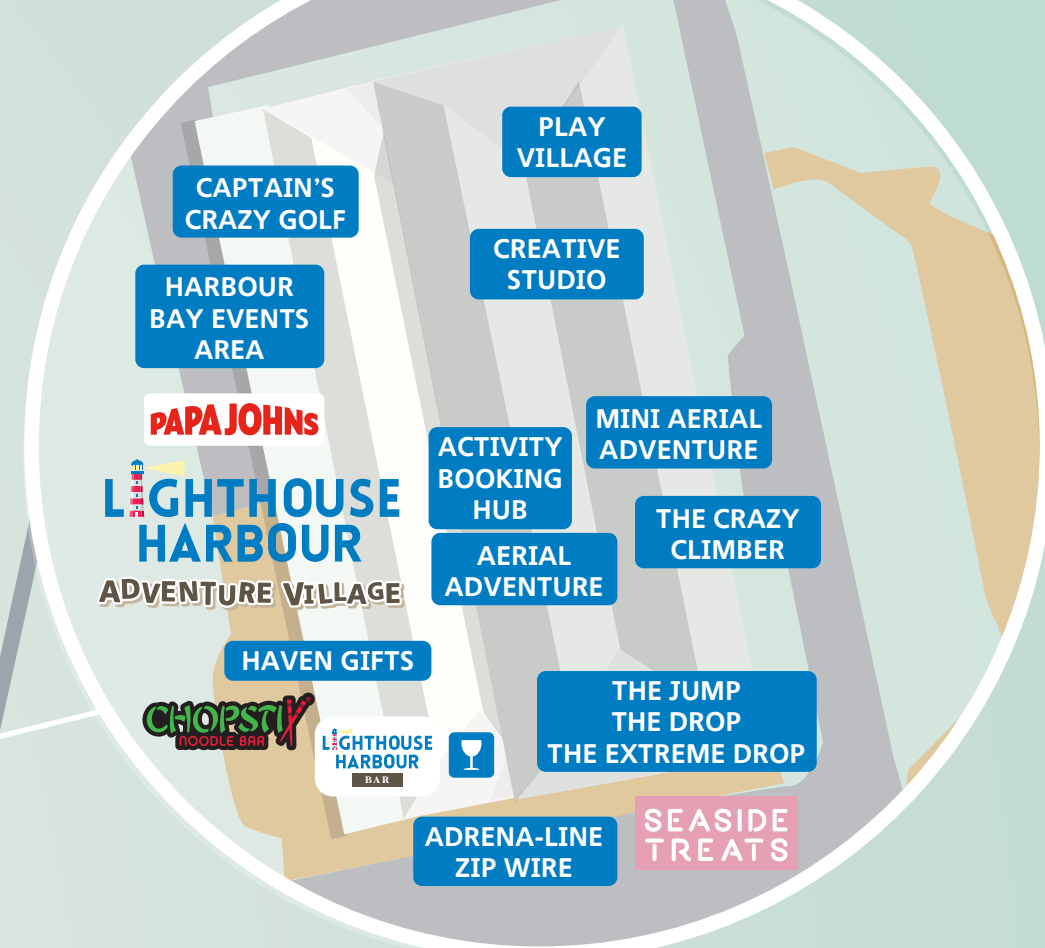 PLAY
VILLAGE
CAPTAIN'S
CRAZY GOLF
CREATIVE
STUDIO
HARBOUR
BAY EVENTS
AREA
PAPA JOHNS
MINI AERIAL
ADVENTURE
ACTIVITY
BOOKING
HUB
LIGHTHOUSE
HARBOUR
ADVENTURE VILLAGE
THE CRAZY
CLIMBER
AERIAL
ADVENTURE
HAVEN GIFTS
THE JUMP
THE DROP
THE EXTREME DROP
CHOPSTIX
NOODLE BAR
LIGHTHOUSE
HARBOUR
BAR
ADRENA-LINE
ZIP WIRE
SEASIDE
TREATS